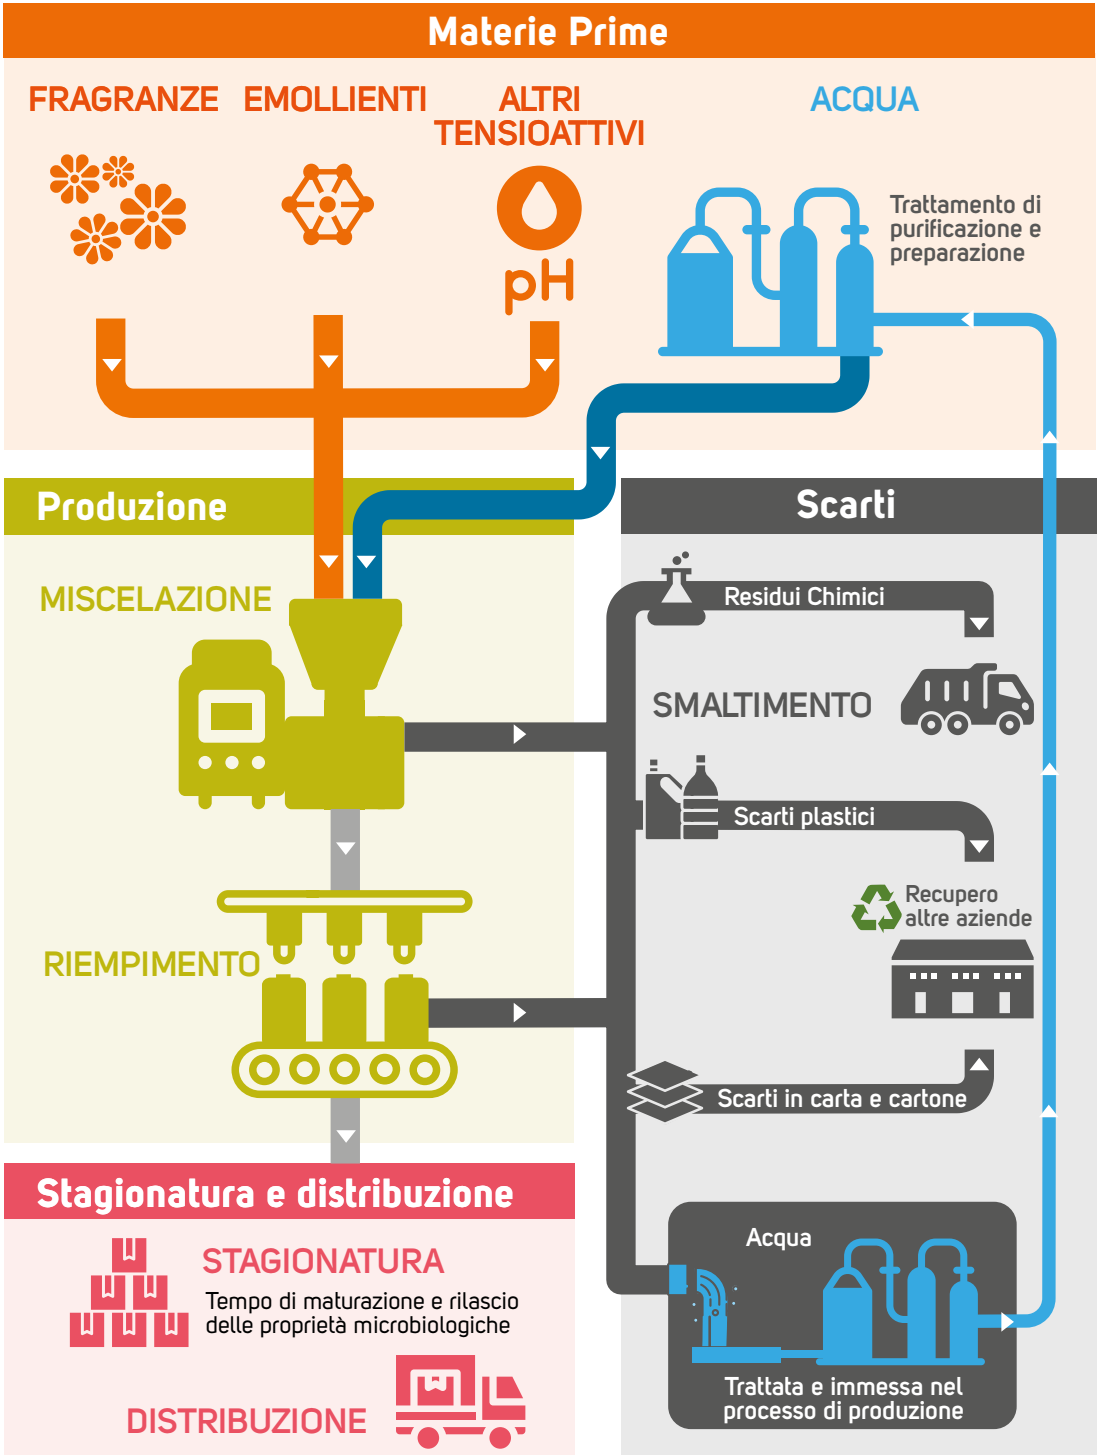 Materie Prime
FRAGRANZE
EMOLLIENTI
ALTRI
TENSIOATTIVI
pH
ACQUA
Trattamento di
purificazione e
preparazione
Produzione
MISCELAZIONE
RIEMPIMENTO
Scarti
Residui Chimici
SMALTIMENTO
Scarti plastici
Recupero
altre aziende
Scarti in carta e cartone
Acqua
Trattata e immessa nel
processo di produzione
Stagionatura e distribuzione
STAGIONATURA
Tempo di maturazione e rilascio
delle proprietà microbiologiche
DISTRIBUZIONE